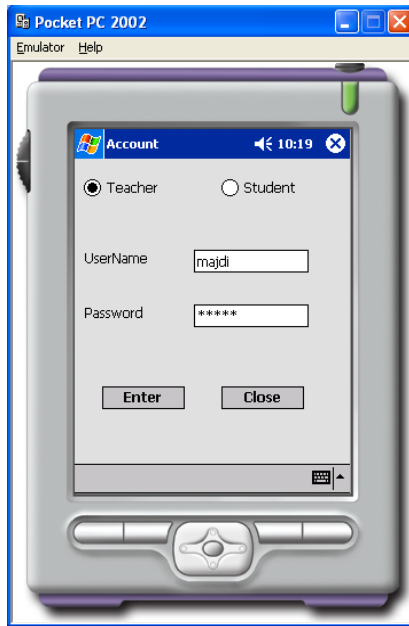 Pocket PC 2002
Emulator Help
Account 10:19
Teacher Student
UserName majdi
Password *****
Enter Close